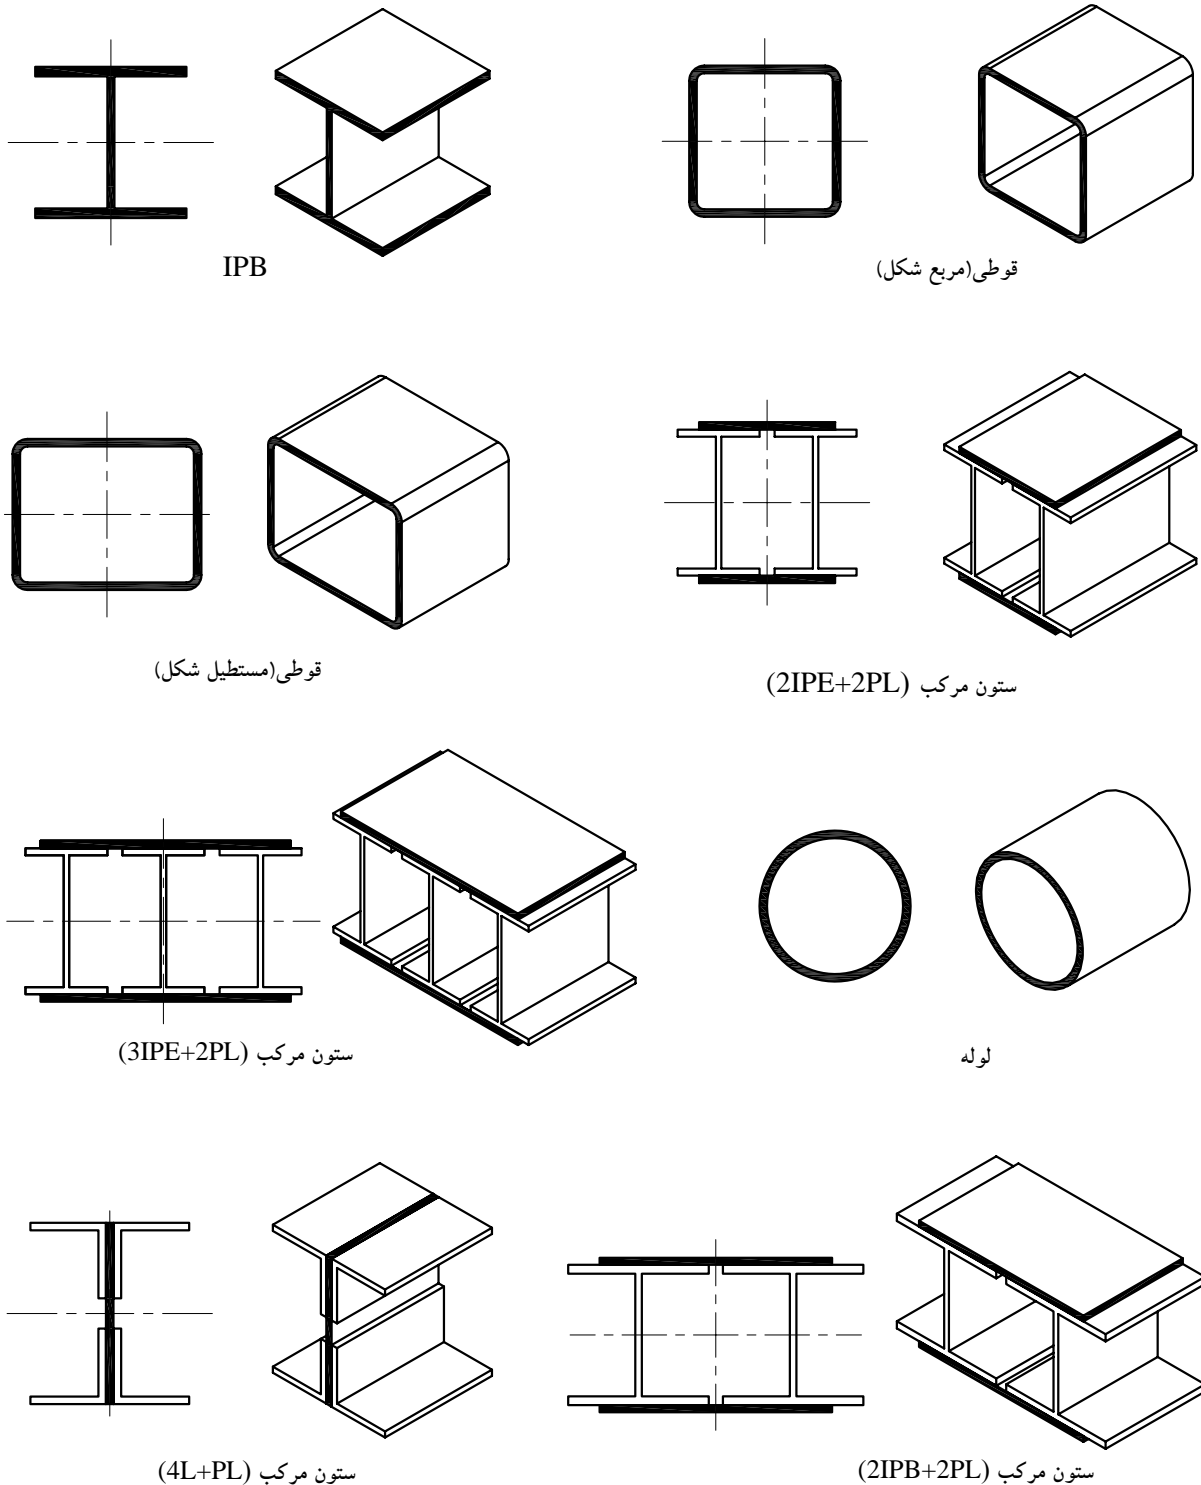 IPB
قوطی(مربع شکل)
قوطی(مستطیل شکل)
ستون مرکب (2IPE+2PL)
ستون مرکب (3IPE+2PL)
لوله
ستون مرکب (4L+PL)
ستون مرکب (2IPB+2PL)